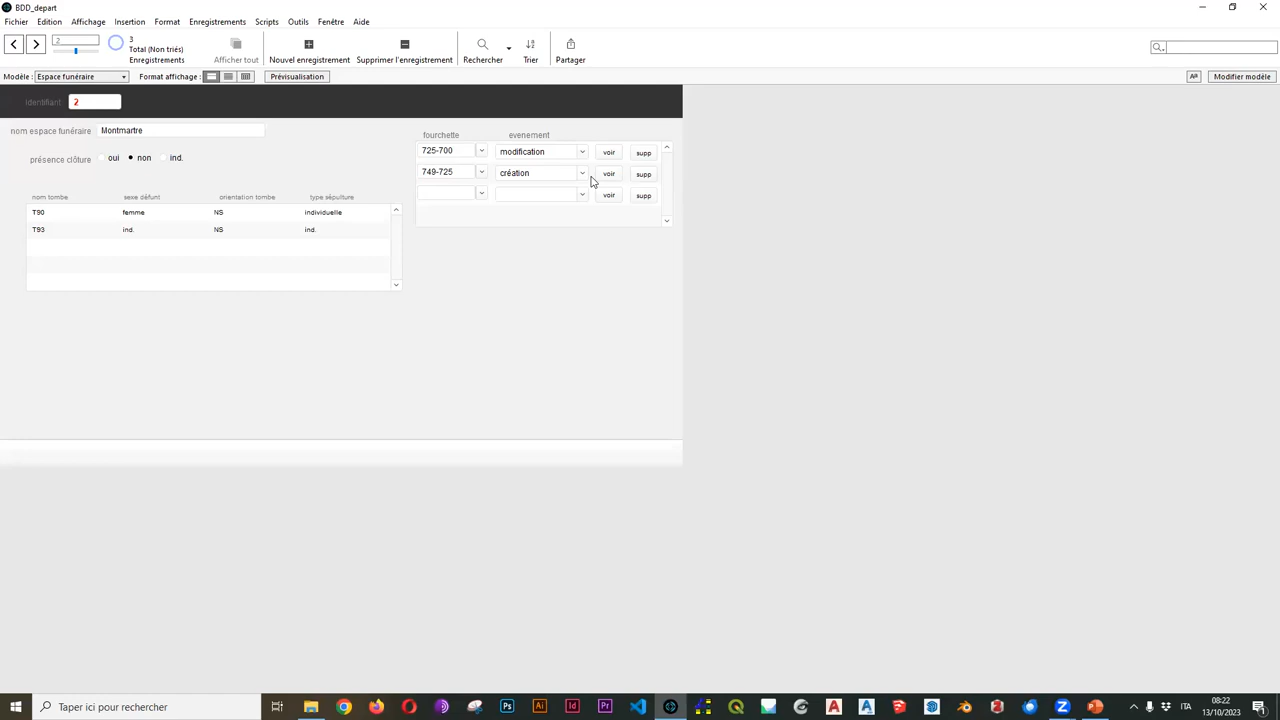 BDD_depart
Fichier Edition Affichage Insertion Format Enregistrements Scripts Outils Fenêtre Aide
2
3
Total (Non triés)
Enregistrements
Afficher tout
Nouvel enregistrement
Supprimer l'enregistrement
Rechercher
Trier
Partager
Modèle : Espace funéraire Format affichage : Prévisualisation Modifier modèle
Identifiant 2
nom espace funéraire Montmartre
présence clôture oui non ind.
fourchette evenement
725-700 modification voir supp
749-725 création voir supp
voir supp
nom tombe sexe défunt orientation tombe type sépulture
T90 femme NS individuelle
T93 ind. NS ind.
Taper ici pour rechercher
Ps Ai Id Pr
ITA
08:22
13/10/2023